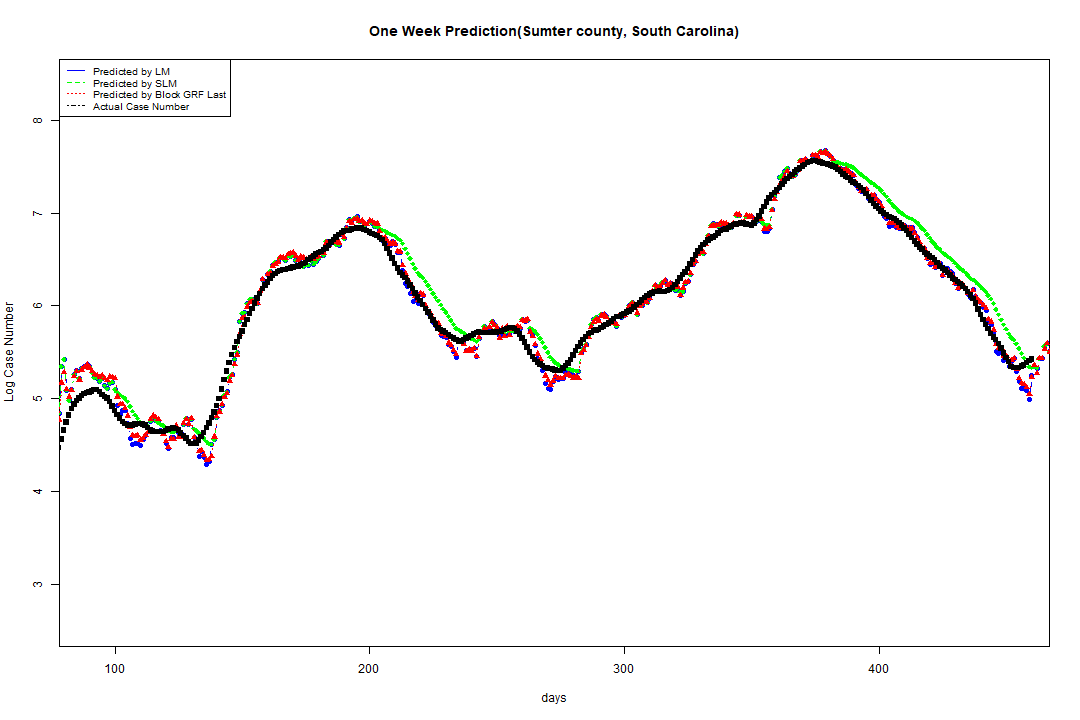 One Week Prediction(Sumter county, South Carolina)
Predicted by LM
Predicted by SLM
Predicted by Block GRF Last
Actual Case Number
Log Case Number
8
7
6
5
4
3
100
200
300
400
days